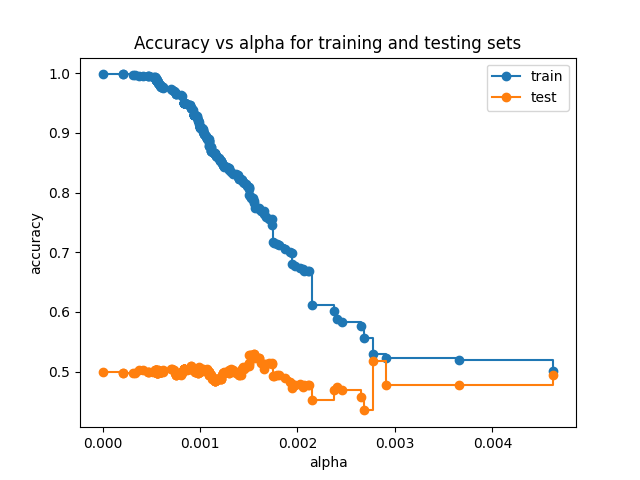 Accuracy vs alpha for training and testing sets
train
test
1.0
0.9
0.8
0.7
0.6
0.5
accuracy
0.000
0.001
0.002
0.003
0.004
alpha